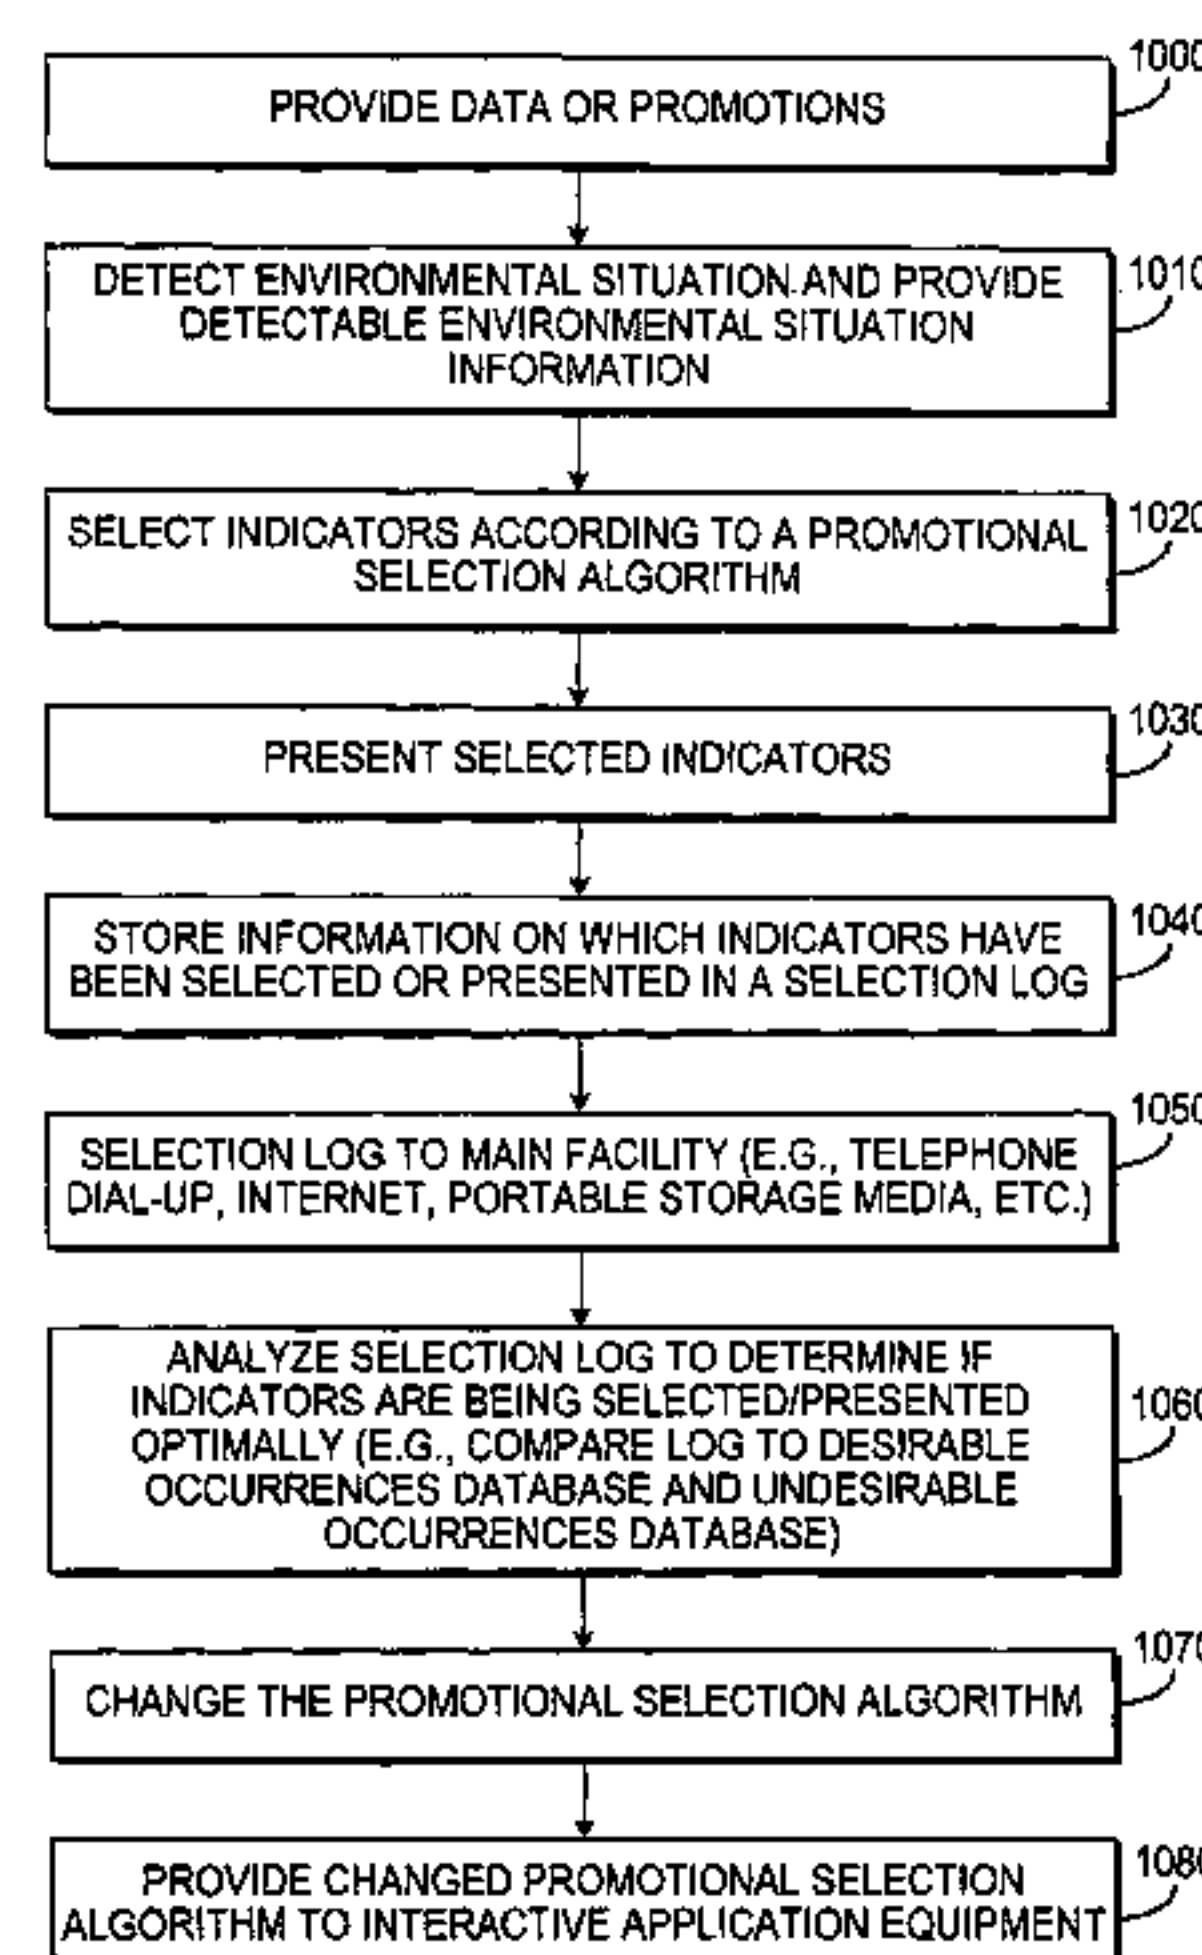 1000
PROVIDE DATA OR PROMOTIONS
1010
DETECT ENVIRONMENTAL SITUATION AND PROVIDE
DETECTABLE ENVIRONMENTAL SITUATION
INFORMATION
1020
SELECT INDICATORS ACCORDING TO A PROMOTIONAL
SELECTION ALGORITHM
1030
PRESENT SELECTED INDICATORS
1040
STORE INFORMATION ON WHICH INDICATORS HAVE
BEEN SELECTED OR PRESENTED IN A SELECTION LOG
1050
SELECTION LOG TO MAIN FACILITY (E.G., TELEPHONE
DIAL-UP, INTERNET, PORTABLE STORAGE MEDIA, ETC.)
1060
ANALYZE SELECTION LOG TO DETERMINE IF
INDICATORS ARE BEING SELECTED/PRESENTED
OPTIMALLY (E.G., COMPARE LOG TO DESIRABLE
OCCURRENCES DATABASE AND UNDESIRABLE
OCCURRENCES DATABASE)
1070
CHANGE THE PROMOTIONAL SELECTION ALGORITHM
1080
PROVIDE CHANGED PROMOTIONAL SELECTION
ALGORITHM TO INTERACTIVE APPLICATION EQUIPMENT